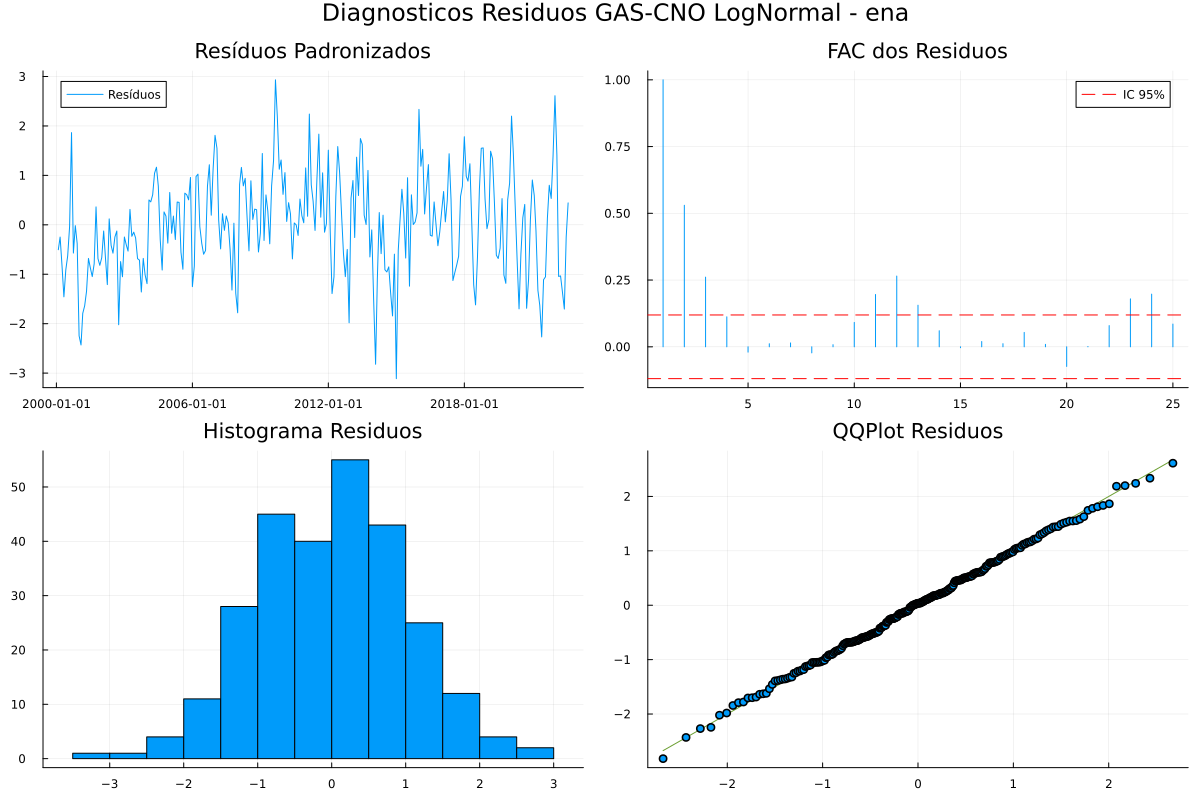 Diagnosticos Residuos GAS-CNO LogNormal - ena
Resíduos Padronizados
3
2
1
0
−1
−2
−3
Resíduos
2000-01-01 2006-01-01 2012-01-01 2018-01-01
FAC dos Residuos
1.00
0.75
0.50
0.25
0.00
IC 95%
5 10 15 20 25
Histograma Residuos
50
40
30
20
10
0
−3 −2 −1 0 1 2 3
QQPlot Residuos
2
1
0
−1
−2
−2 −1 0 1 2